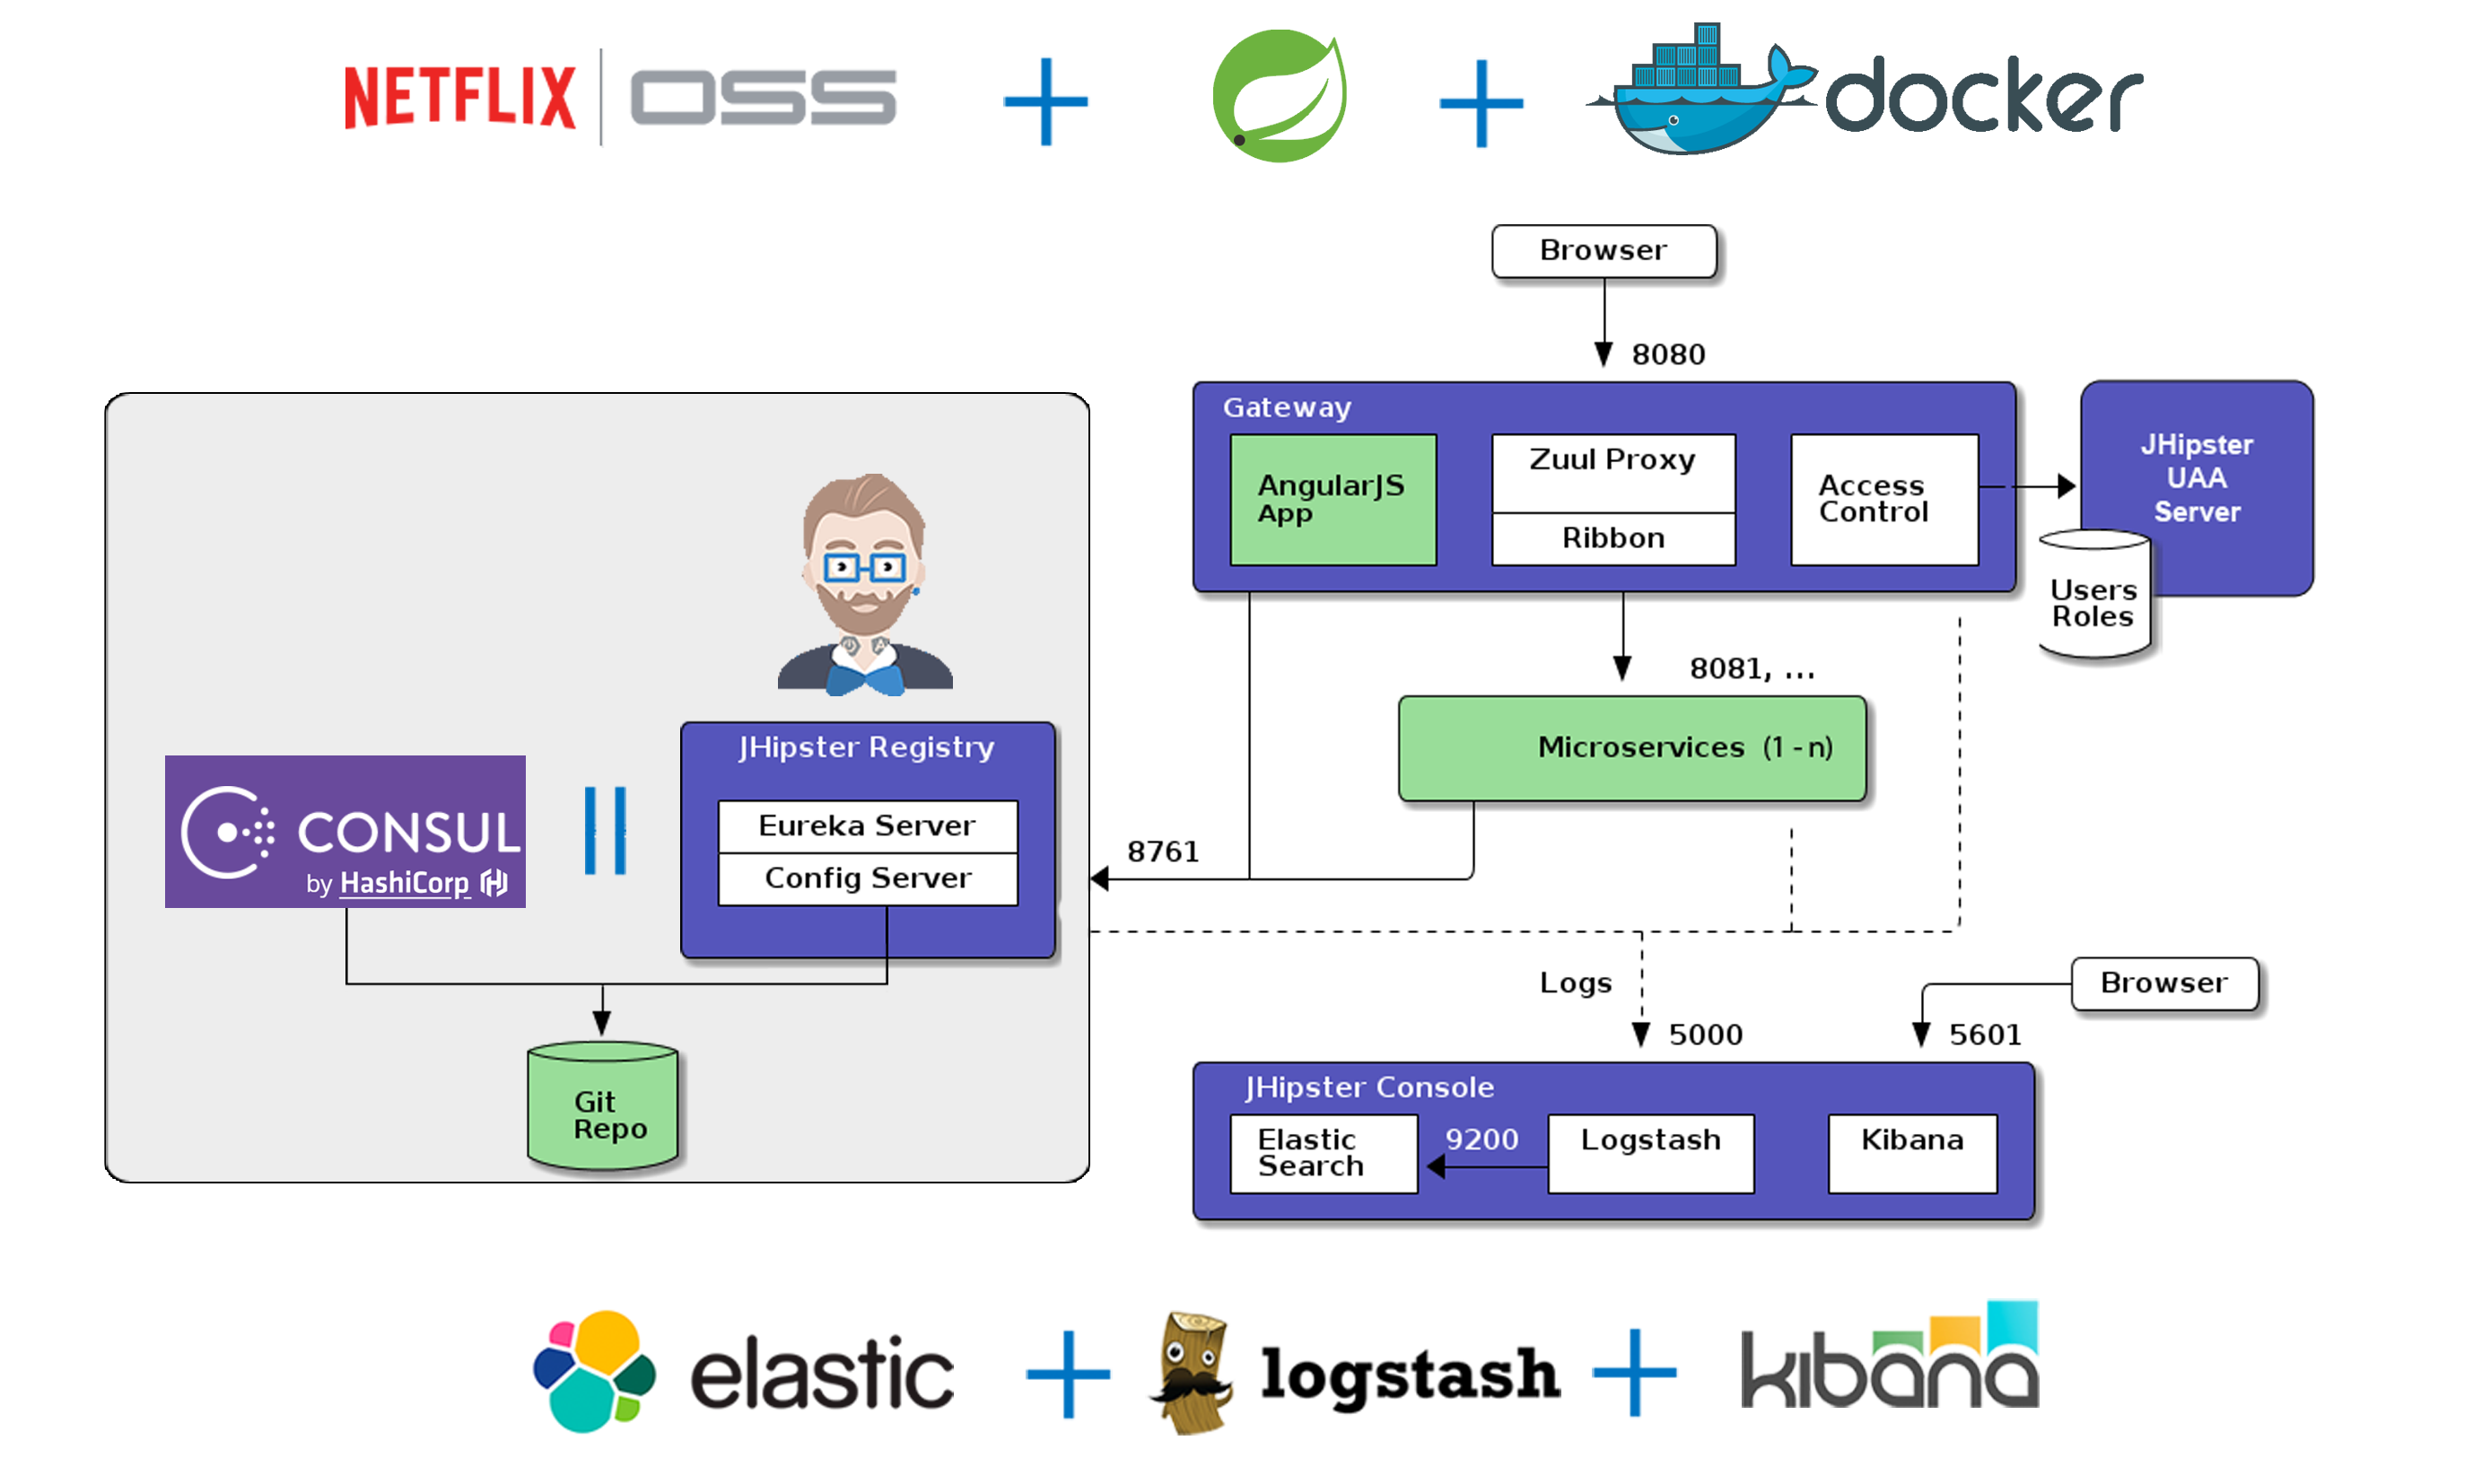 NETFLIX OSS
+
+
docker
Browser
8080
Gateway
AngularJS
App
Zuul Proxy
Ribbon
Access
Control
JHipster
UAA
Server
Users
Roles
8081, ...
Microservices (1 - n)
JHipster Registry
Eureka Server
Config Server
CONSUL
by HashiCorp
8761
Git
Repo
Logs
5000
Browser
5601
JHipster Console
Elastic
Search
9200
Logstash
Kibana
elastic
+
logstash
+
kibana